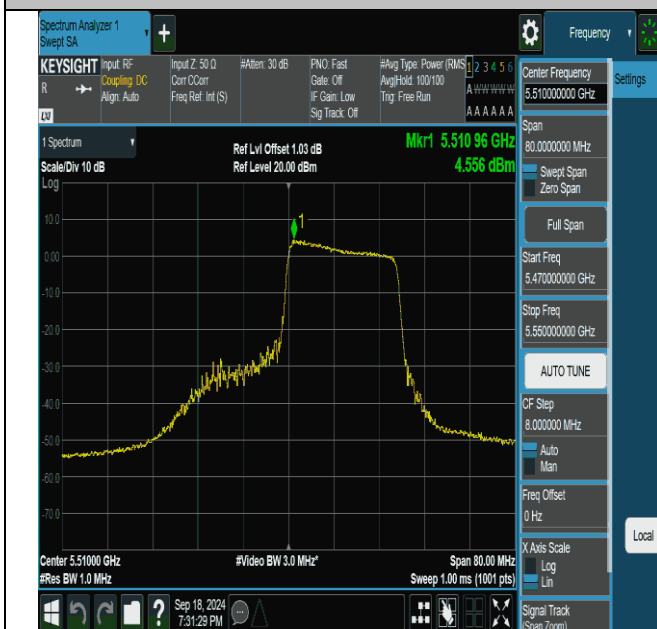 Spectrum Analyzer 1
Swept SA
+
Frequency
KEYSIGHT
R
LXI
Input: RF
Coupling: DC
Align: Auto
Input Z: 50 Ω
Corr CCorr
Freq Ref: Int (S)
#Atten: 30 dB
PNO: Fast
Gate: Off
IF Gain: Low
Sig Track: Off
#Avg Type: Power (RMS
Avg|Hold: 100/100
Trig: Free Run
1 2 3 4 5 6
A W W W W W
A A A A A A
1 Spectrum
Scale/Div 10 dB
Log
Ref Lvl Offset 1.03 dB
Ref Level 20.00 dBm
Mkr1 5.510 96 GHz
4.556 dBm
1
10.0
0.00
-10.0
-20.0
-30.0
-40.0
-50.0
-60.0
-70.0
Center 5.51000 GHz
#Res BW 1.0 MHz
#Video BW 3.0 MHz*
Span 80.00 MHz
Sweep 1.00 ms (1001 pts)
?
Sep 18, 2024
7:31:29 PM
Center Frequency
5.510000000 GHz
Span
80.0000000 MHz
Swept Span
Zero Span
Full Span
Start Freq
5.470000000 GHz
Stop Freq
5.550000000 GHz
AUTO TUNE
CF Step
8.000000 MHz
Auto
Man
Freq Offset
0 Hz
X Axis Scale
Log
Lin
Signal Track
(Span Zoom)
Settings
Local